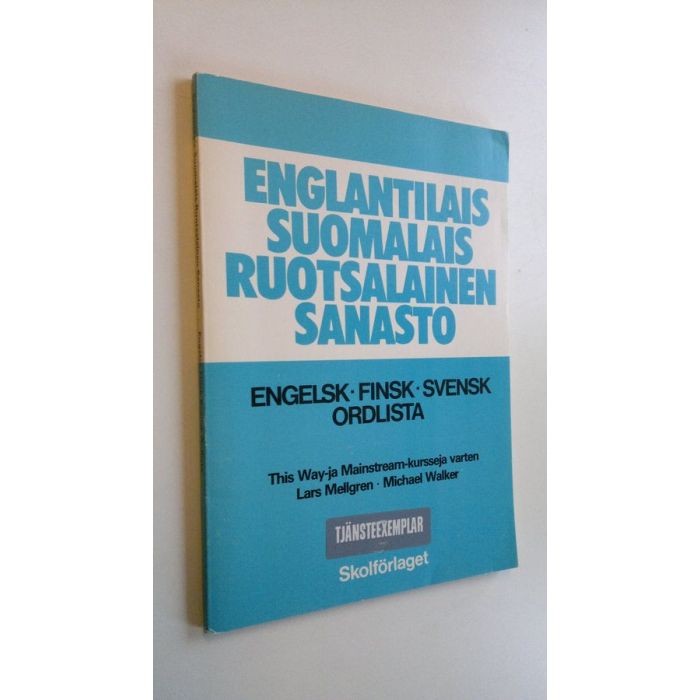 ENGLANTILAIS
SUOMALAIS
RUOTSALAINEN
SANASTO
ENGELSK · FINSK · SVENSK
ORDLISTA
This Way-ja Mainstream-kursseja varten
Lars Mellgren · Michael Walker
TJÄNSTEEXEMPLAR
Skolförlaget